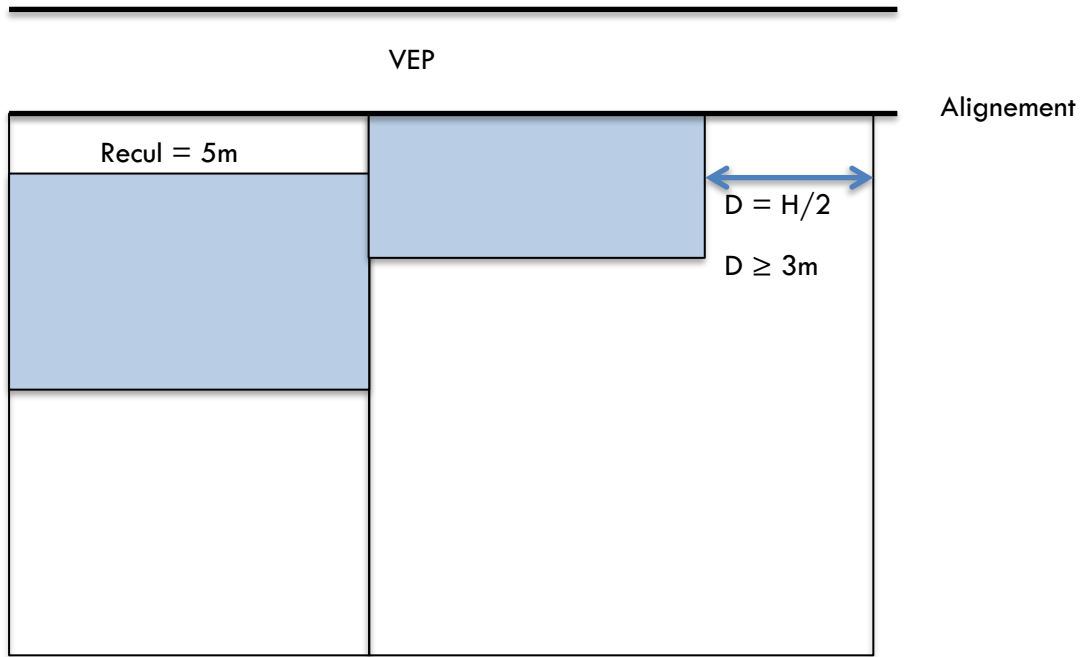 VEP
Alignement
Recul = 5m
D = H/2
D ≥ 3m